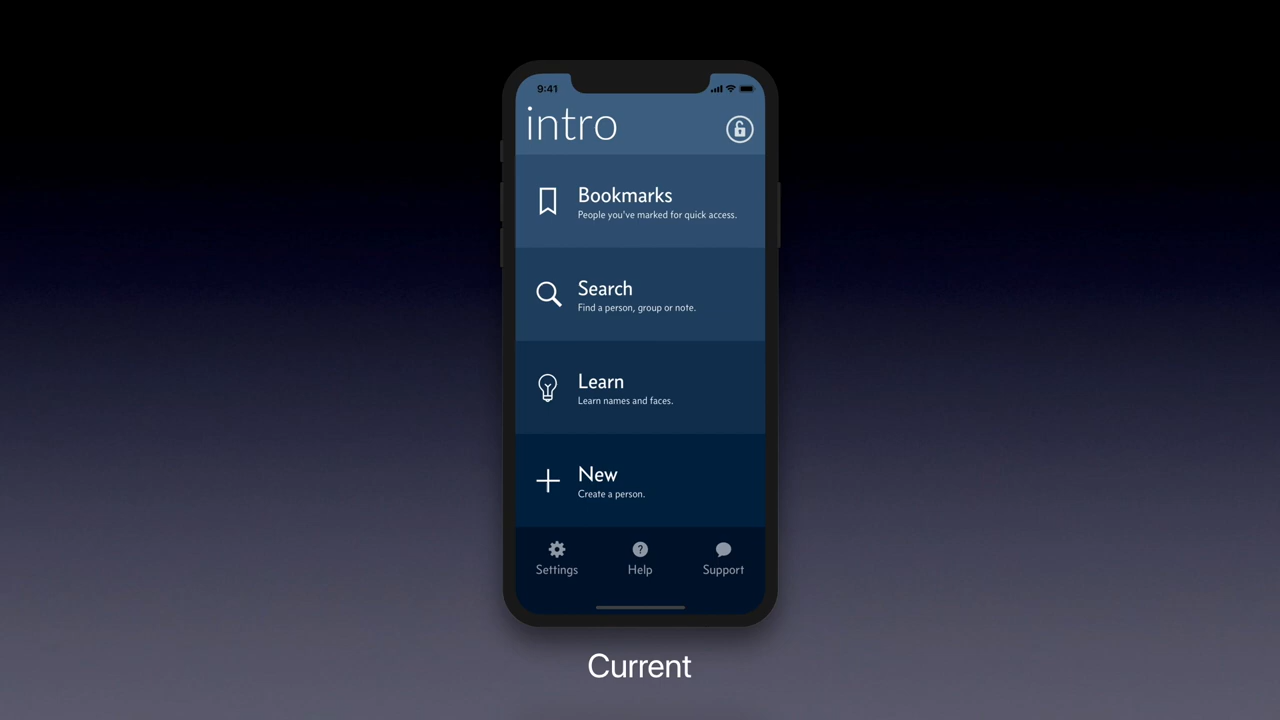 9:41
intro
Bookmarks
People you've marked for quick access.
Search
Find a person, group or note.
Learn
Learn names and faces.
New
Create a person.
?
Settings Help Support
Current